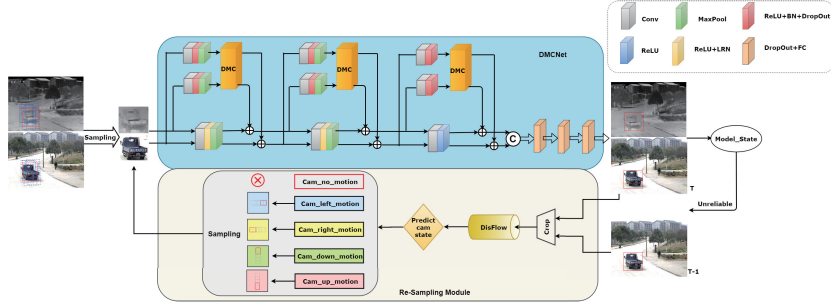 Conv
MaxPool
ReLU+BN+DropOut
ReLU
ReLU+LRN
DropOut+FC
DMCNet
DMC
DMC
DMC
Sampling
C
Model_State
T
Unreliable
T-1
Crop
DisFlow
Predict
cam
state
Sampling
Cam_no_motion
Cam_left_motion
Cam_right_motion
Cam_down_motion
Cam_up_motion
Re-Sampling Module